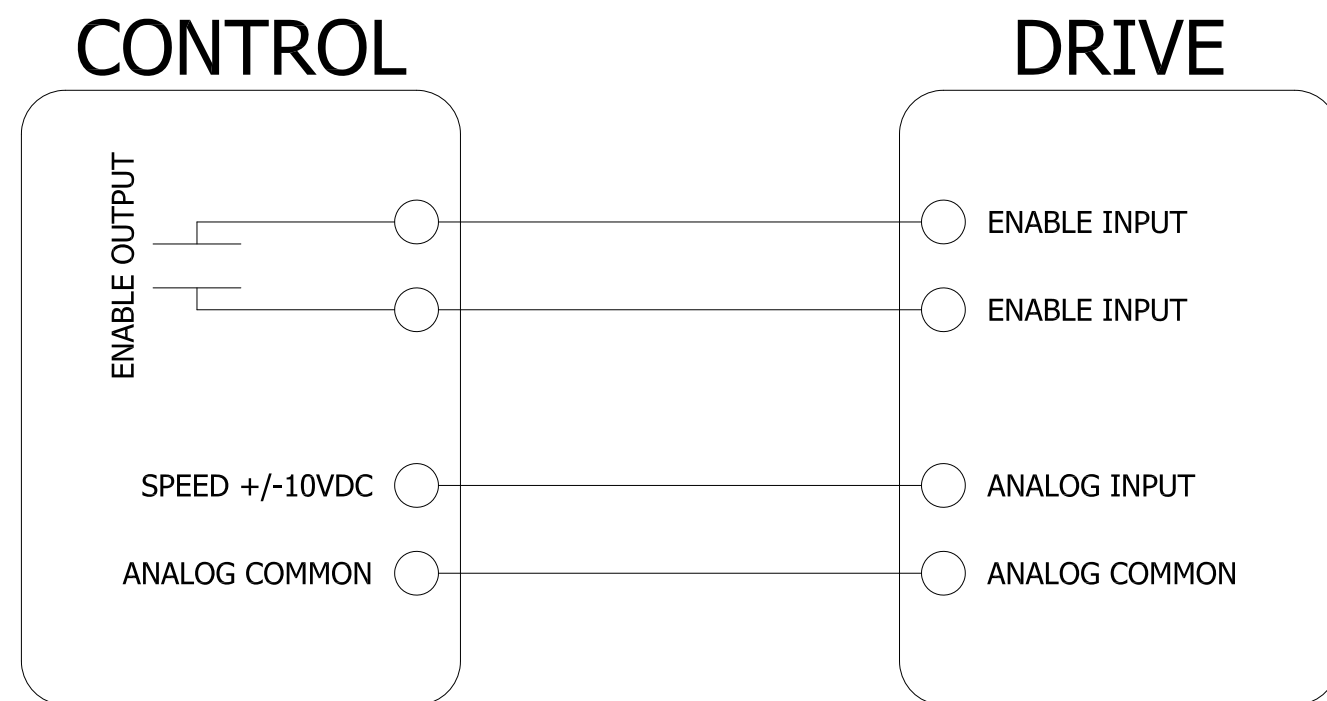 CONTROL
DRIVE
ENABLE OUTPUT
ENABLE INPUT
ENABLE INPUT
SPEED +/-10VDC
ANALOG INPUT
ANALOG COMMON
ANALOG COMMON